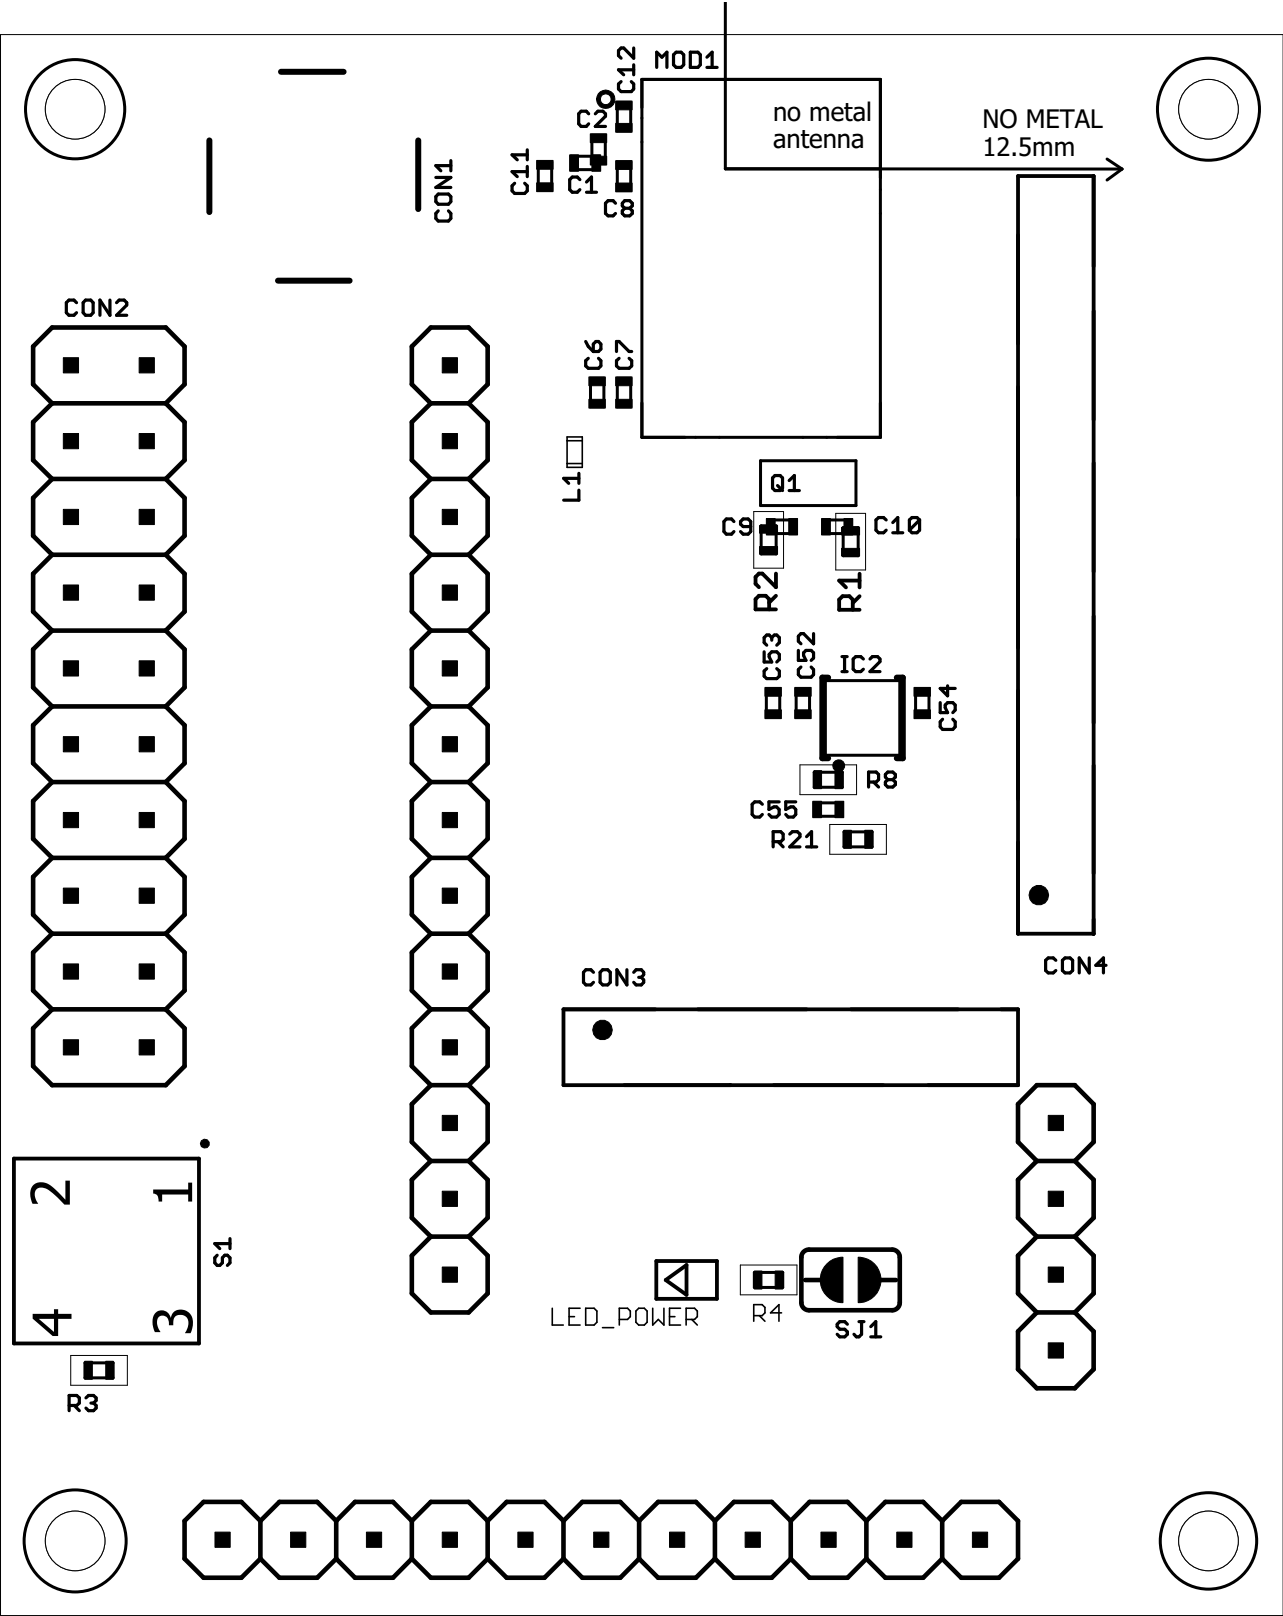 C12
MOD1
C2
no metal
antenna
NO METAL
12.5mm
C11
C1
C8
CON1
CON2
C6
C7
L1
Q1
C9
C10
R2
R1
C53
C52
IC2
C54
R8
C55
R21
CON4
CON3
2
1
S1
4
3
LED_POWER
R4
SJ1
R3